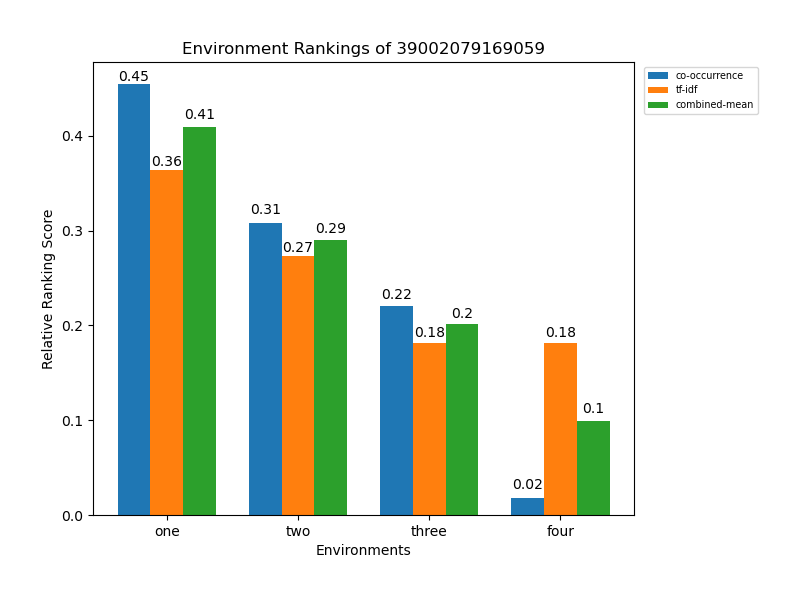 Environment Rankings of 39002079169059
co-occurrence
tf-idf
combined-mean
Relative Ranking Score
0.4
0.3
0.2
0.1
0.0
0.45
0.36
0.41
0.31
0.27
0.29
0.22
0.18
0.2
0.02
0.18
0.1
one two three four
Environments